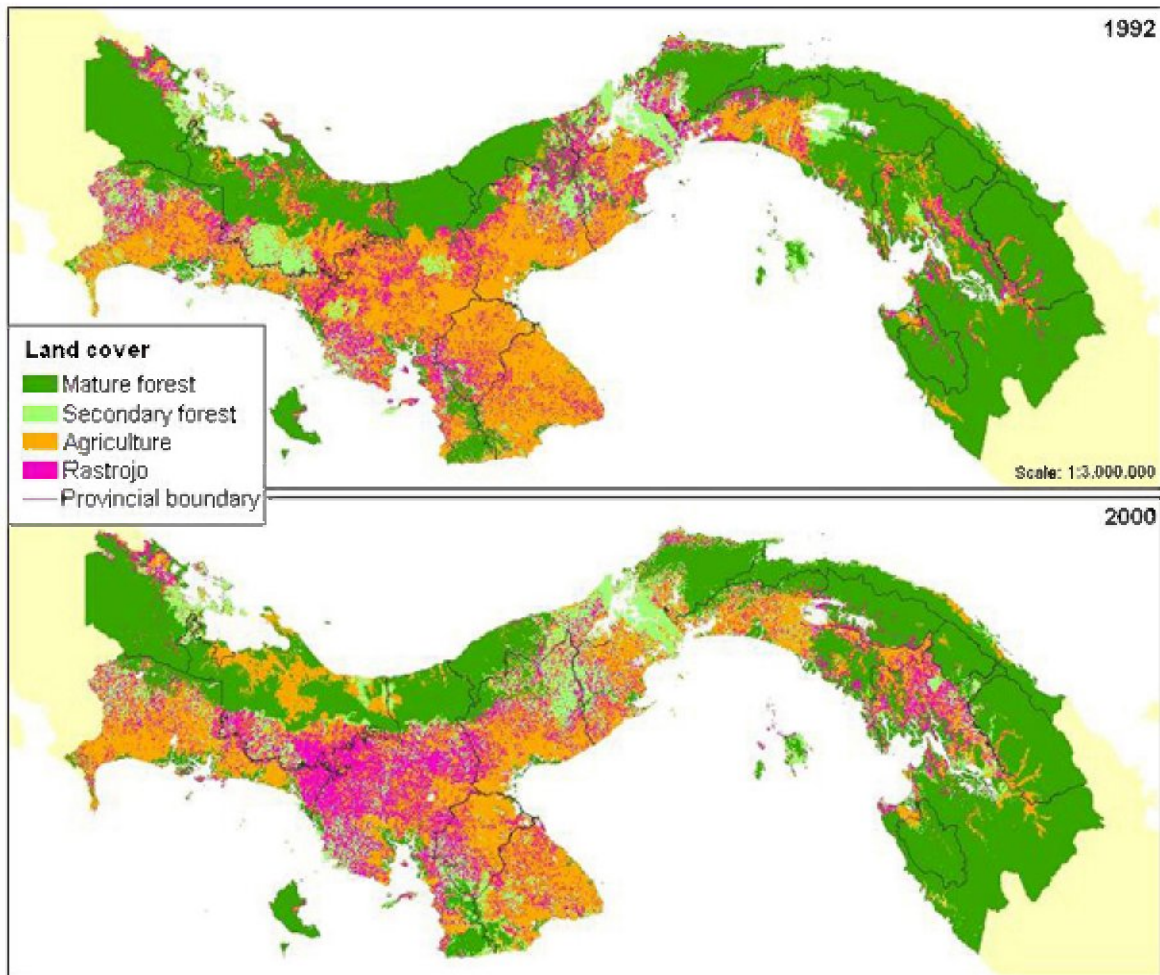 1992
Land cover
Mature forest
Secondary forest
Agriculture
Rastrojo
Provincial boundary
Scale: 1:3.000.000
2000